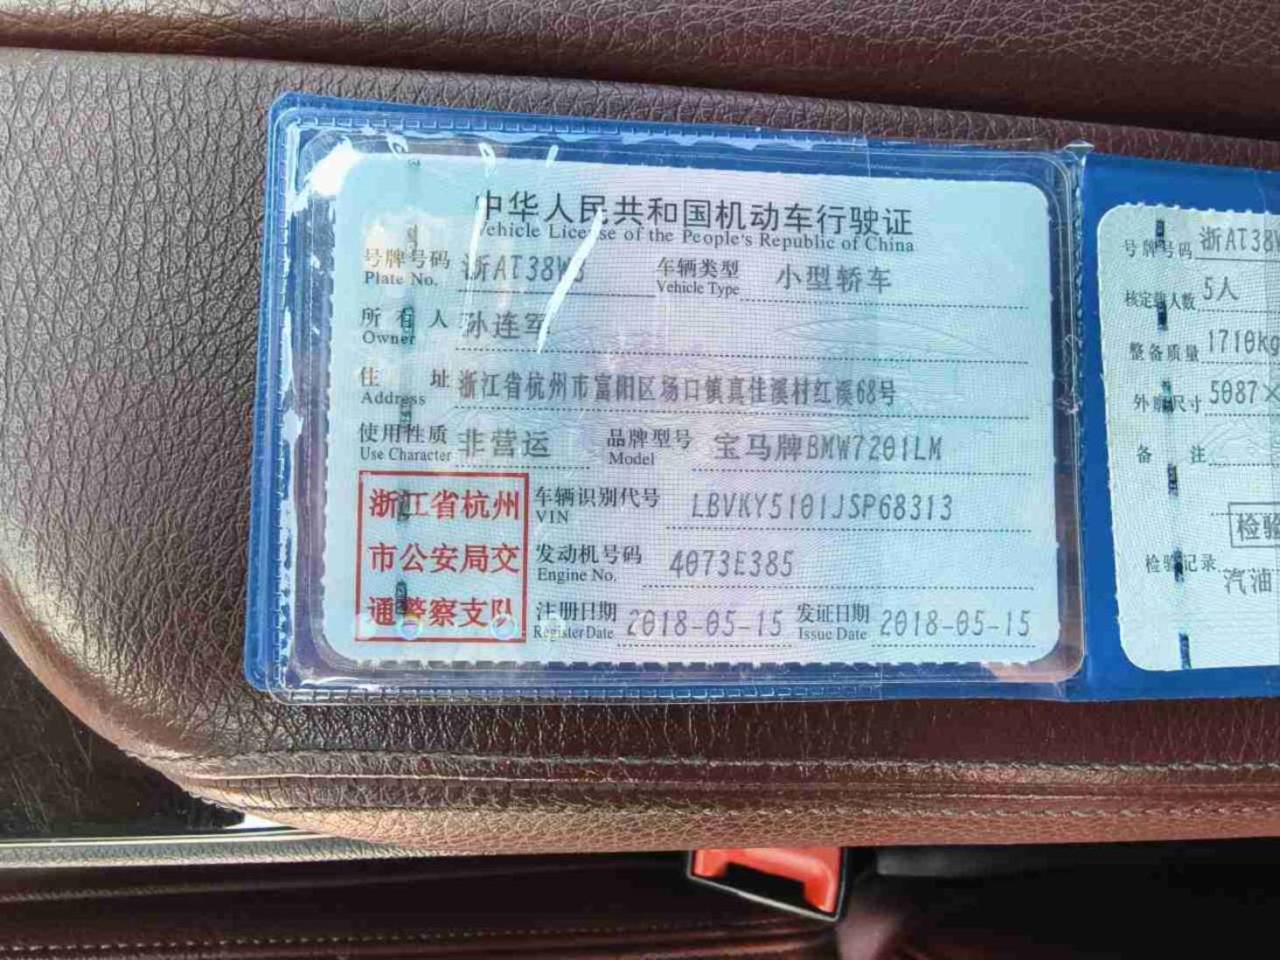 中华人民共和国机动车行驶证
Vehicle License of the People's Republic of China
号牌号码 浙AT38W3 车辆类型 小型轿车
Plate No. Vehicle Type
所有人 孙连军
Owner
住址 浙江省杭州市富阳区场口镇真佳溪村红溪68号
Address
使用性质 非营运 品牌型号 宝马牌BMW7201LM
Use Character Model
浙江省杭州
市公安局交
通警察支队
车辆识别代号 LBVKY5101JSP68313
VIN
发动机号码 4073E385
Engine No.
注册日期 2018-05-15 发证日期 2018-05-15
Register Date Issue Date
号牌号码 浙AT38W
核定载人数 5人
整备质量 1710kg
外廓尺寸 5087×
备注
检验
检验记录
汽油